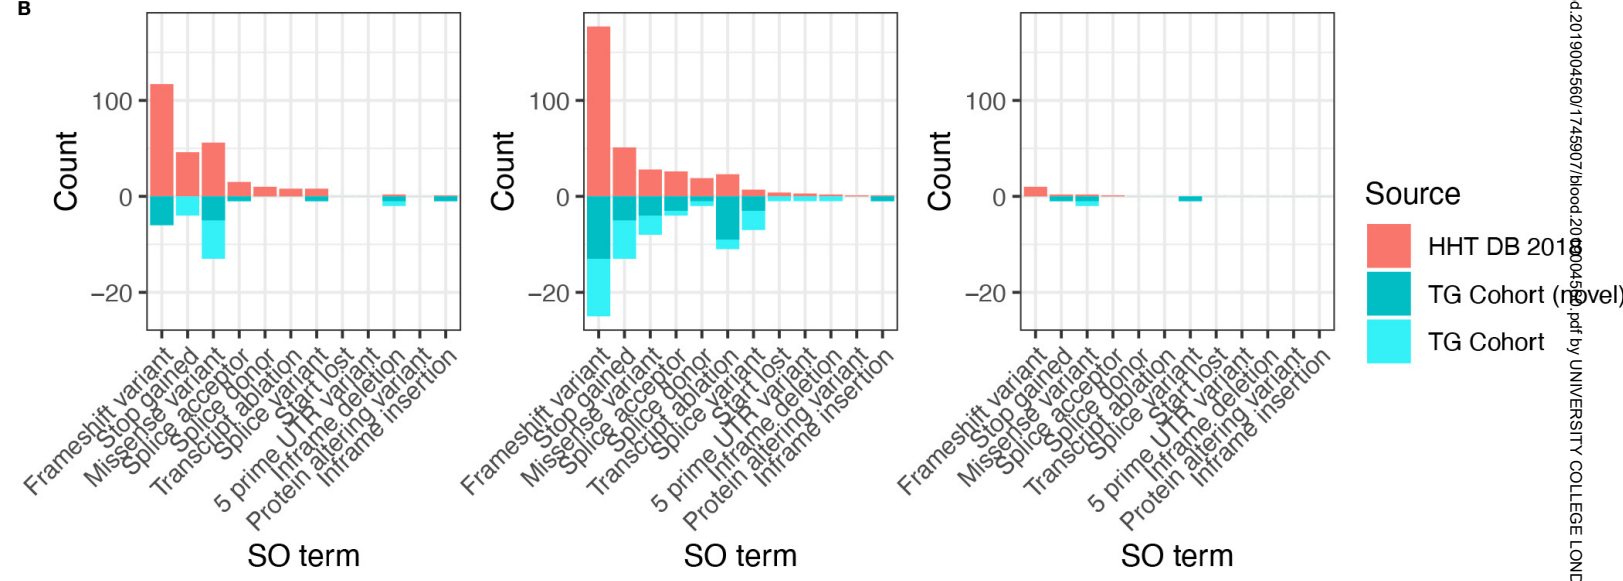 B
Count
100
0
−20
Frameshift variant
Stop gained
Missense variant
Splice acceptor
Splice donor
Transcript ablation
Splice variant
Start lost
5 prime UTR variant
Inframe deletion
Protein altering variant
Inframe insertion
SO term
Count
100
0
−20
Frameshift variant
Stop gained
Missense variant
Splice acceptor
Splice donor
Transcript ablation
Splice variant
Start lost
5 prime UTR variant
Inframe deletion
Protein altering variant
Inframe insertion
SO term
Count
100
0
−20
Frameshift variant
Stop gained
Missense variant
Splice acceptor
Splice donor
Transcript ablation
Splice variant
Start lost
5 prime UTR variant
Inframe deletion
Protein altering variant
Inframe insertion
SO term
Source
HHT DB 2018
TG Cohort (novel)
TG Cohort
d.2019004560/1745907/blood.2019004560.pdf by UNIVERSITY COLLEGE LOND